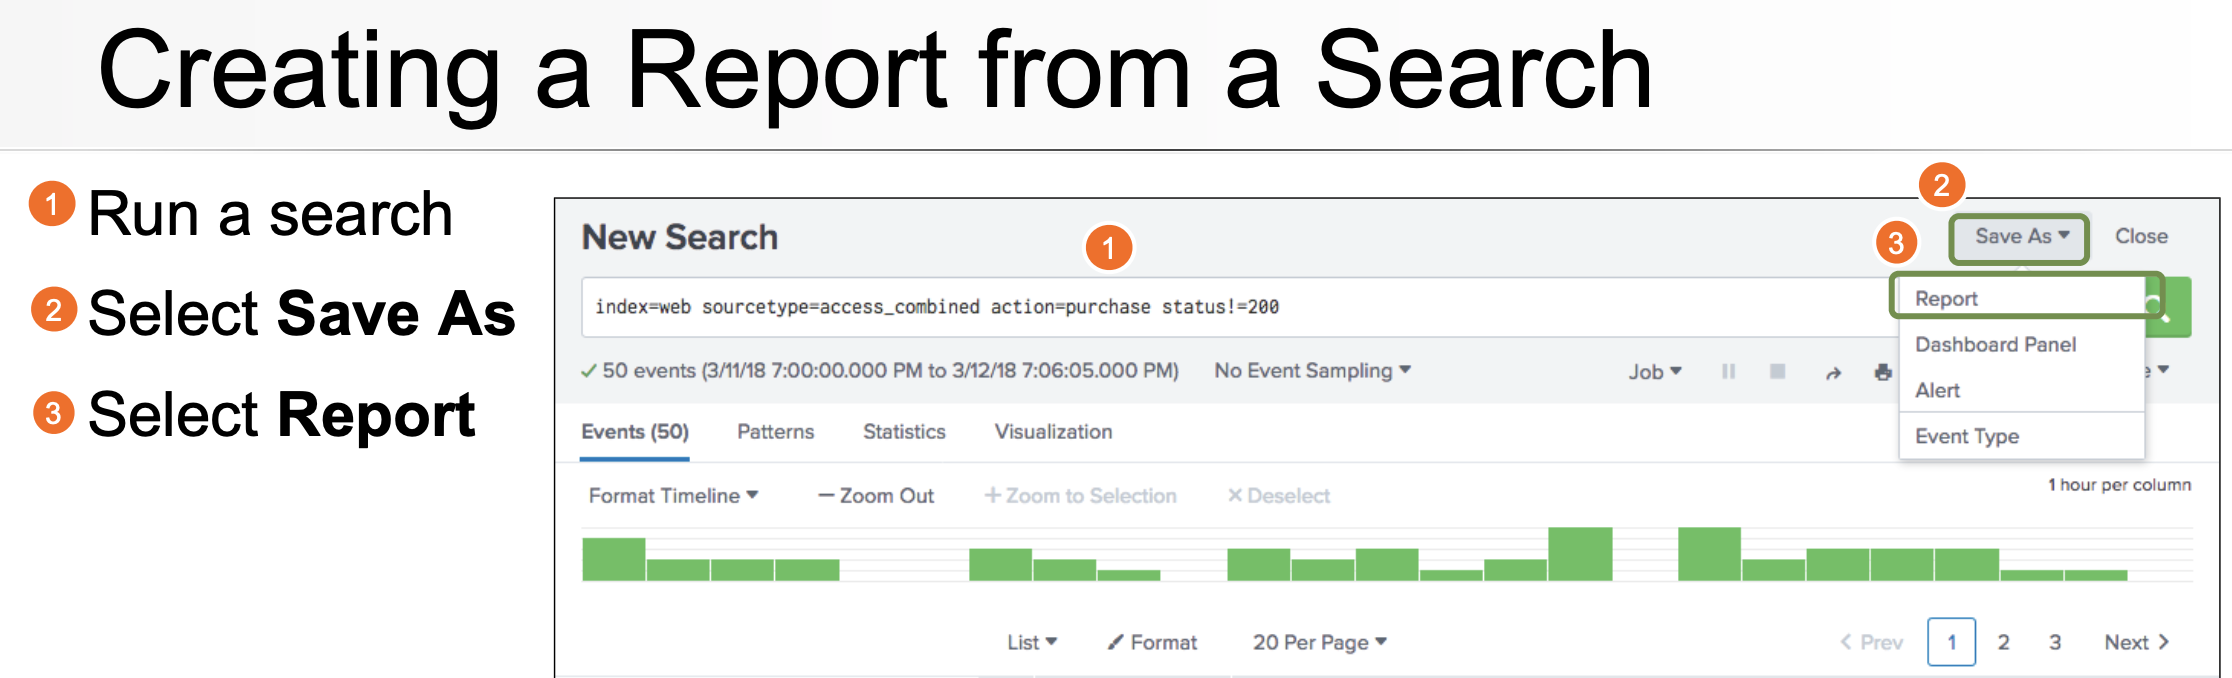 Creating a Report from a Search
1 Run a search
2 Select Save As
3 Select Report
2
New Search
1
3
Save As
Close
index=web sourcetype=access_combined action=purchase status!=200
Report
Dashboard Panel
Alert
Event Type
50 events (3/11/18 7:00:00.000 PM to 3/12/18 7:06:05.000 PM)
No Event Sampling
Job
Events (50)
Patterns
Statistics
Visualization
Format Timeline
— Zoom Out
+ Zoom to Selection
× Deselect
1 hour per column
List
Format
20 Per Page
< Prev
1
2
3
Next >